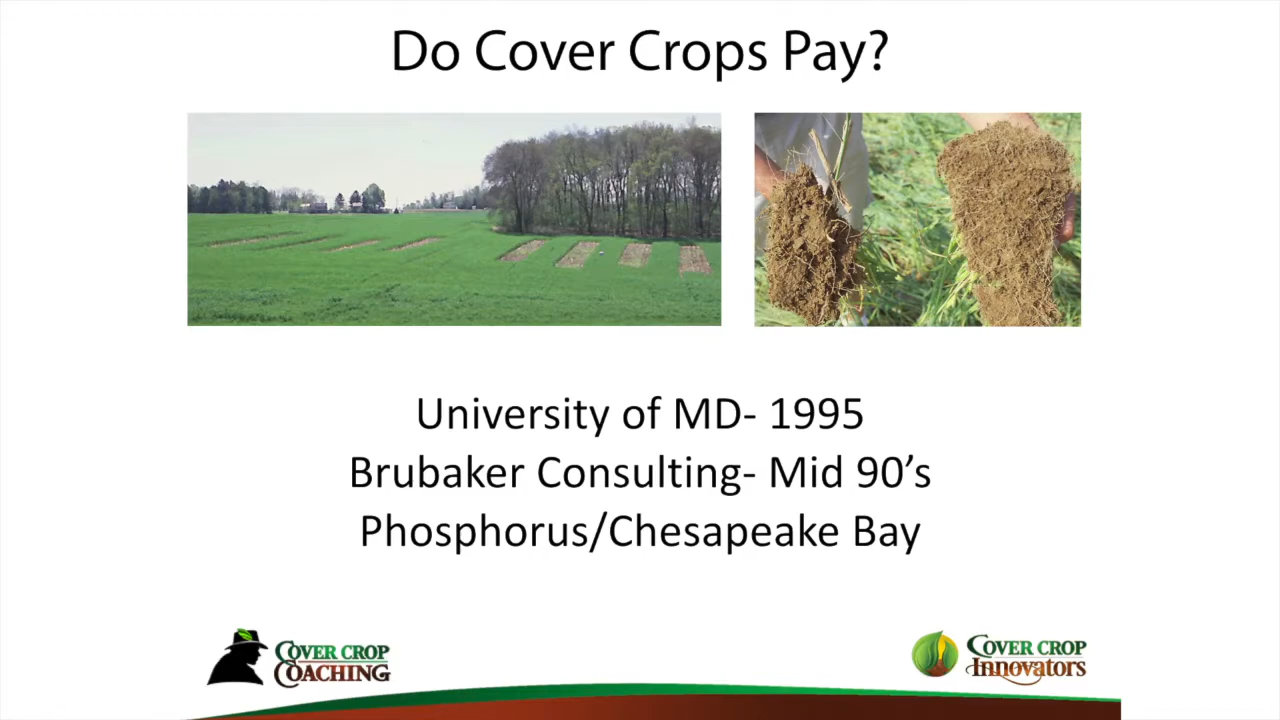 Do Cover Crops Pay?
University of MD- 1995
Brubaker Consulting- Mid 90’s
Phosphorus/Chesapeake Bay
COVER CROP
COACHING
COVER CROP
INNOVATORS